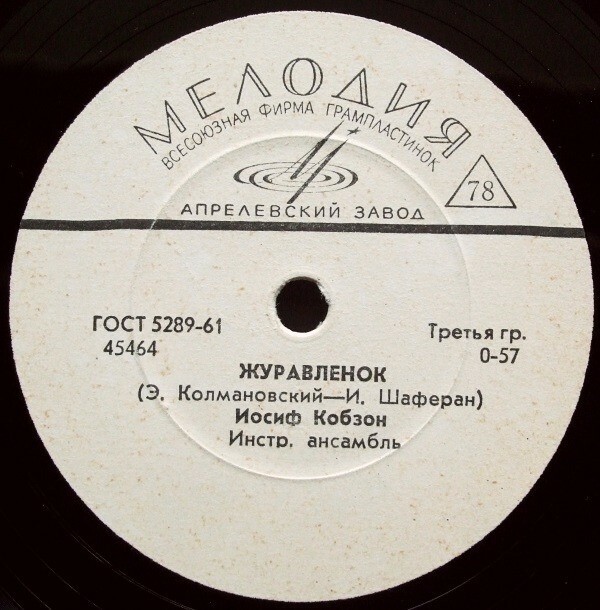 МЕЛОДИЯ
ВСЕСОЮЗНАЯ ФИРМА ГРАМПЛАСТИНОК
78
АПРЕЛЕВСКИЙ ЗАВОД
ГОСТ 5289-61
45464
Третья гр.
0-57
ЖУРАВЛЕНОК
(Э. Колмановский—И. Шаферан)
Иосиф Кобзон
Инстр. ансамбль